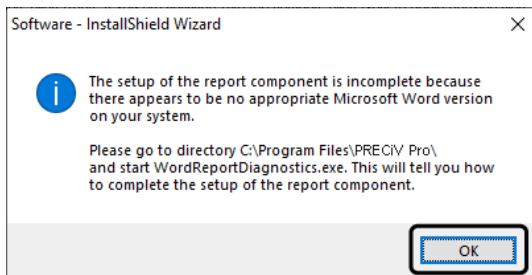 Software - InstallShield Wizard
The setup of the report component is incomplete because
there appears to be no appropriate Microsoft Word version
on your system.
Please go to directory C:\Program Files\PRECiV Pro\
and start WordReportDiagnostics.exe. This will tell you how
to complete the setup of the report component.
OK